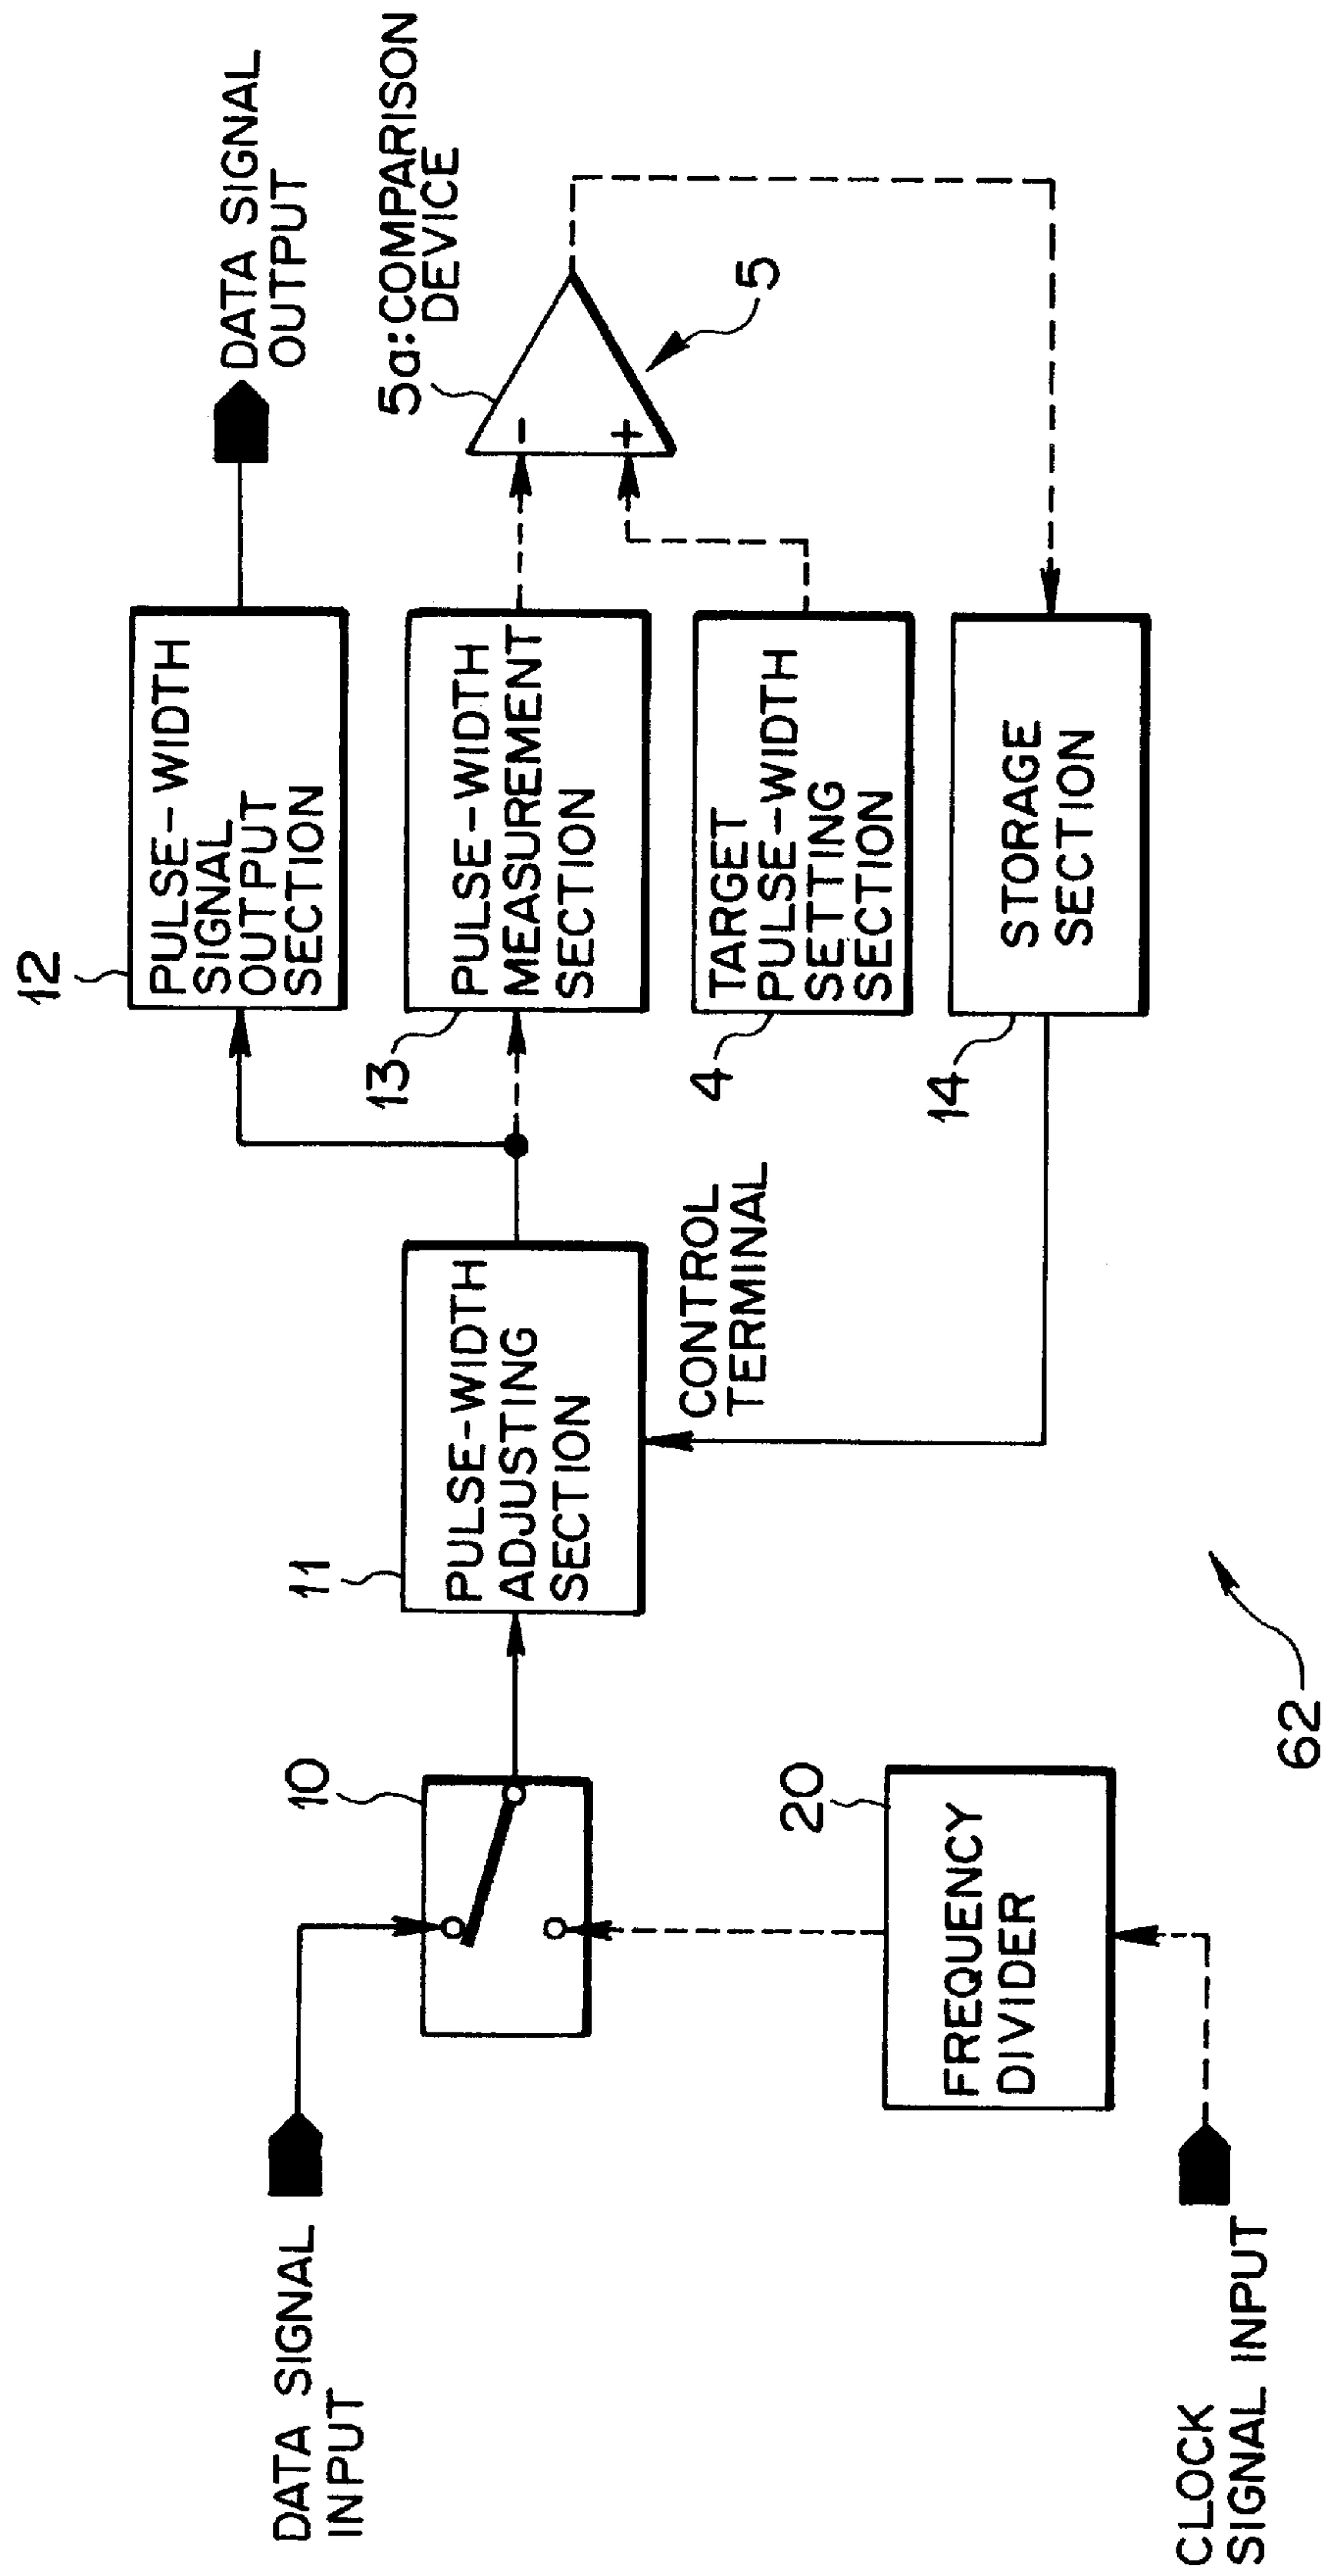 DATA SIGNAL
INPUT
CLOCK
SIGNAL INPUT
10
20
FREQUENCY
DIVIDER
62
11
PULSE-WIDTH
ADJUSTING
SECTION
CONTROL
TERMINAL
12
PULSE-WIDTH
SIGNAL
OUTPUT
SECTION
13
PULSE-WIDTH
MEASUREMENT
SECTION
4
TARGET
PULSE-WIDTH
SETTING
SECTION
14
STORAGE
SECTION
DATA SIGNAL
OUTPUT
5a:COMPARISON
DEVICE
-
+
5